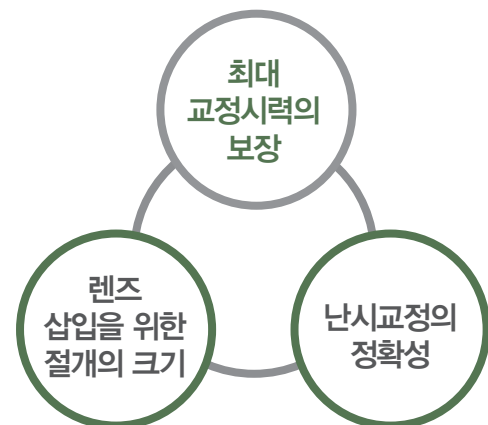 최대
교정시력의
보장
렌즈
삽입을 위한
절개의 크기
난시교정의
정확성